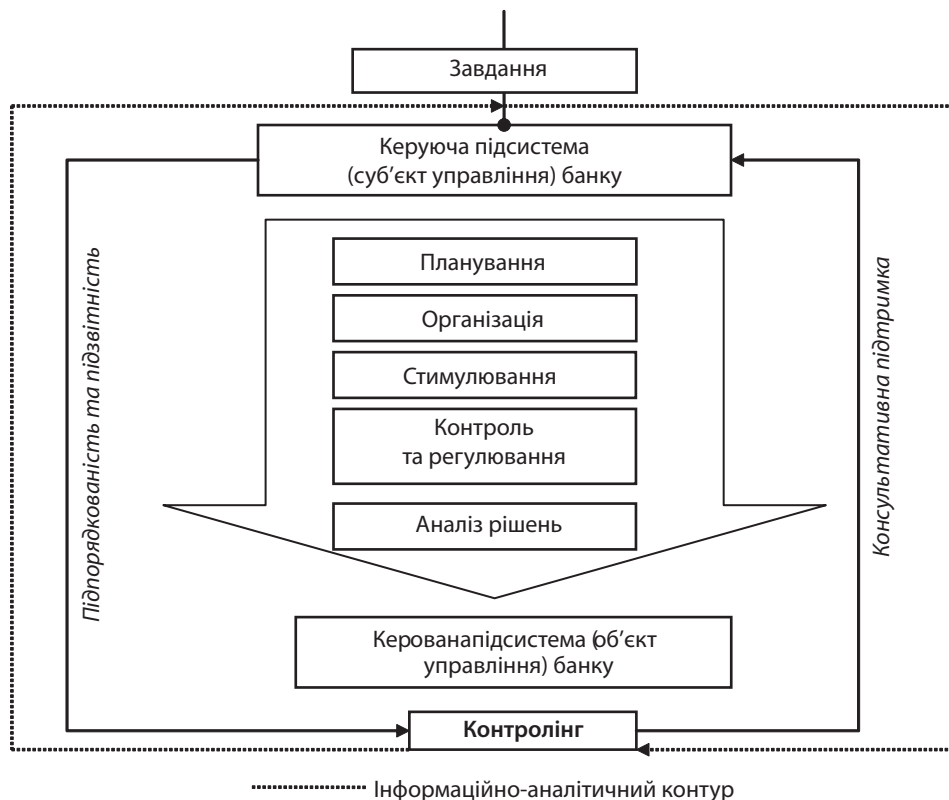 Завдання
Керуюча підсистема
(суб’єкт управління) банку
Підпорядкованість та підзвітність
Планування
Організація
Стимулювання
Контроль
та регулювання
Аналіз рішень
Консультативна підтримка
Керованапідсистема (об’єкт
управління) банку
Контролінг
Інформаційно-аналітичний контур